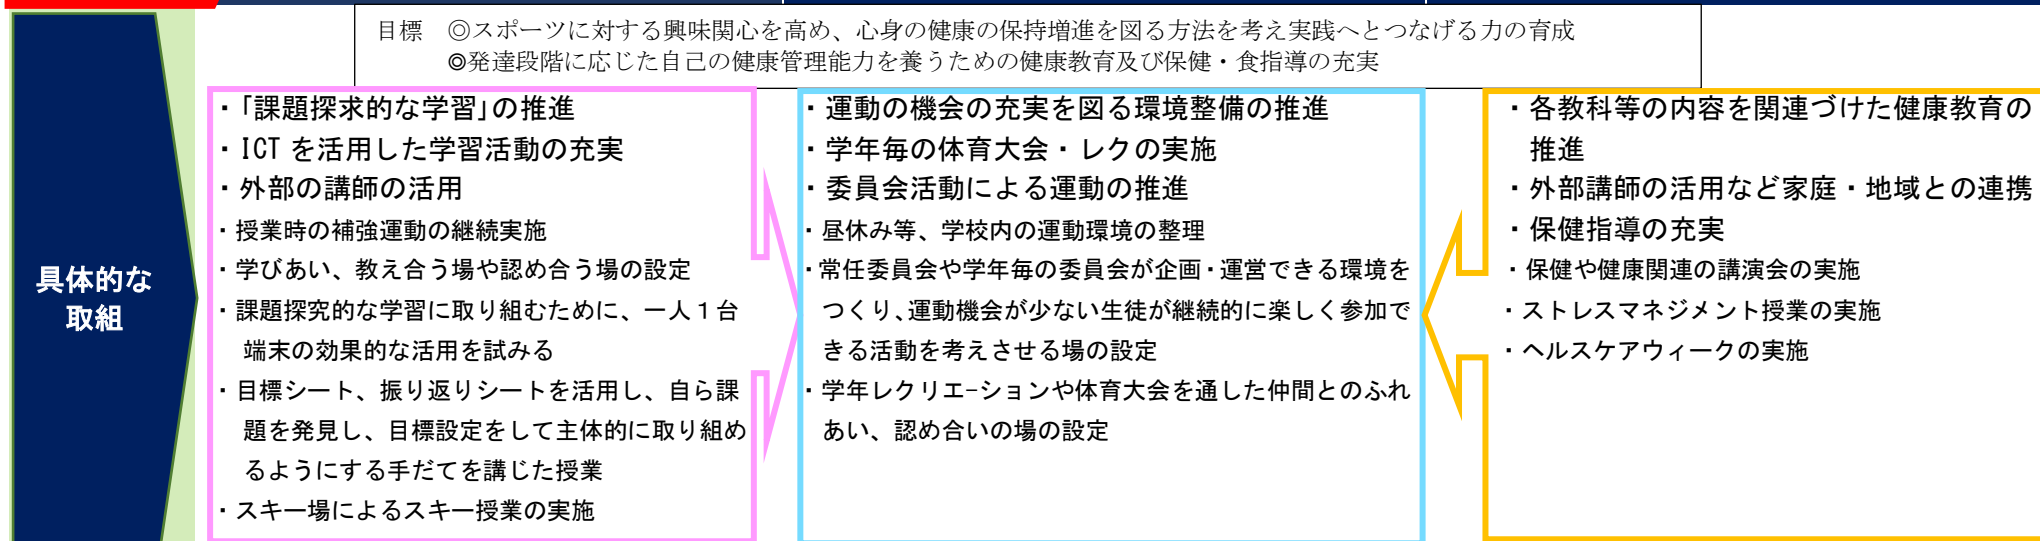 目標　◎スポーツに対する興味関心を高め、心身の健康の保持増進を図る方法を考え実践へとつなげる力の育成
◎発達段階に応じた自己の健康管理能力を養うための健康教育及び保健・食指導の充実
具体的な
取組
・「課題探求的な学習」の推進
・ICT を活用した学習活動の充実
・外部の講師の活用
・授業時の補強運動の継続実施
・学びあい、教え合う場や認め合う場の設定
・課題探究的な学習に取り組むために、一人１台
端末の効果的な活用を試みる
・目標シート、振り返りシートを活用し、自ら課
題を発見し、目標設定をして主体的に取り組め
るようにする手だてを講じた授業
・スキー場によるスキー授業の実施
・運動の機会の充実を図る環境整備の推進
・学年毎の体育大会・レクの実施
・委員会活動による運動の推進
・昼休み等、学校内の運動環境の整理
・常任委員会や学年毎の委員会が企画・運営できる環境を
つくり、運動機会が少ない生徒が継続的に楽しく参加で
きる活動を考えさせる場の設定
・学年レクリエｰションや体育大会を通した仲間とのふれ
あい、認め合いの場の設定
・各教科等の内容を関連づけた健康教育の
推進
・外部講師の活用など家庭・地域との連携
・保健指導の充実
・保健や健康関連の講演会の実施
・ストレスマネジメント授業の実施
・ヘルスケアウィークの実施